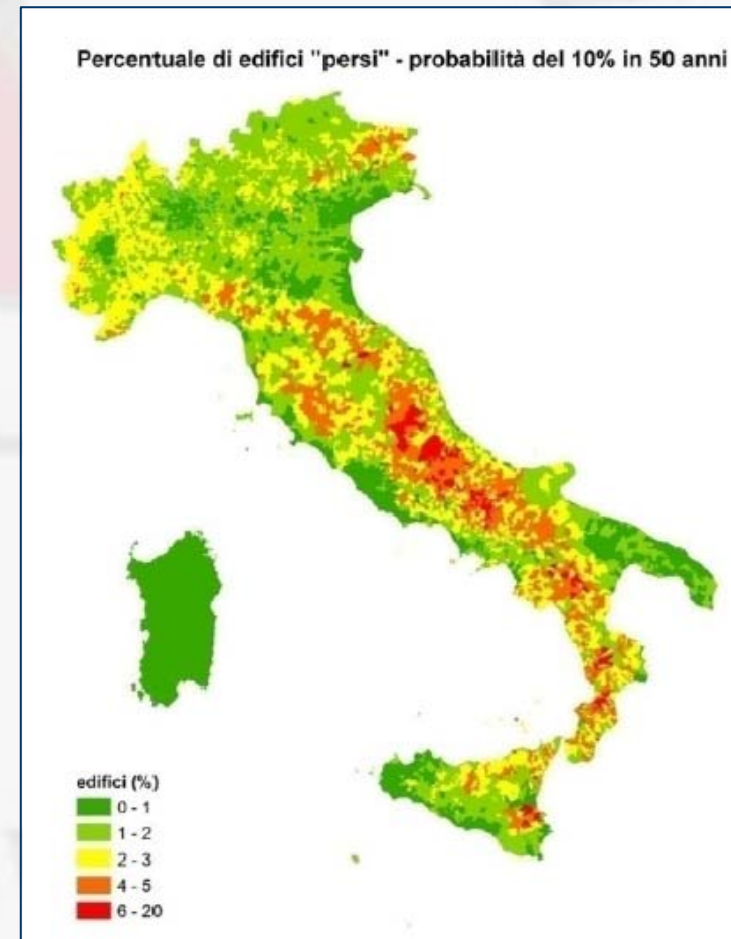 Percentuale di edifici "persi" - probabilità del 10% in 50 anni
edifici (%)
0 - 1
1 - 2
2 - 3
4 - 5
6 - 20